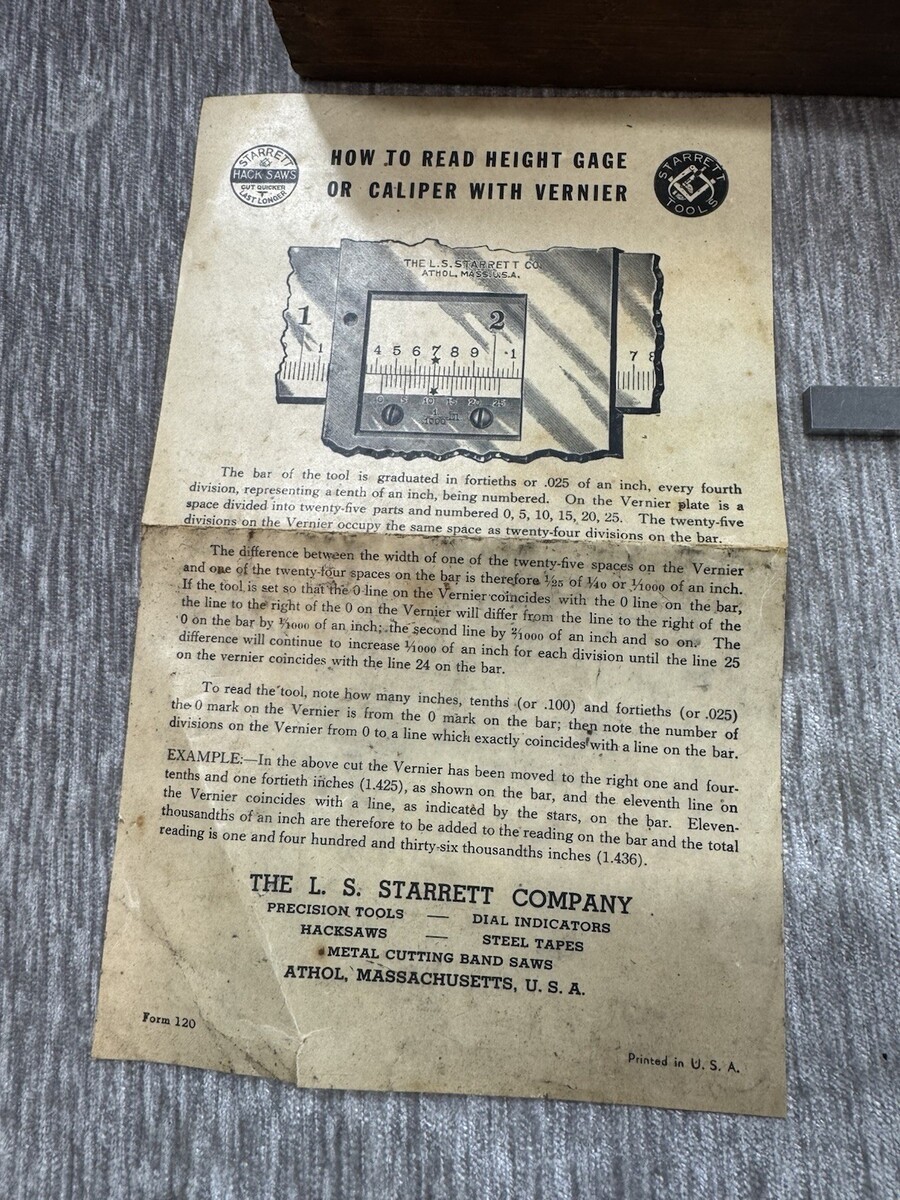 STARRETT
HACK SAWS
CUT QUICKER
LAST LONGER
HOW TO READ HEIGHT GAGE
OR CALIPER WITH VERNIER
STARRETT
TOOLS
THE L.S. STARRETT CO.
ATHOL, MASS. U.S.A.
1 2
1 4 5 6 7 8 9 1 7 8
0 5 10 15 20 25
1/1000
The bar of the tool is graduated in fortieths or .025 of an inch, every fourth
division, representing a tenth of an inch, being numbered. On the Vernier plate is a
space divided into twenty-five parts and numbered 0, 5, 10, 15, 20, 25. The twenty-five
divisions on the Vernier occupy the same space as twenty-four divisions on the bar.
The difference between the width of one of the twenty-five spaces on the Vernier
and one of the twenty-four spaces on the bar is therefore 1/25 of 1/40 or 1/1000 of an inch.
If the tool is set so that the 0 line on the Vernier coincides with the 0 line on the bar,
the line to the right of the 0 on the Vernier will differ from the line to the right of the
0 on the bar by 1/1000 of an inch; the second line by 2/1000 of an inch and so on. The
difference will continue to increase 1/1000 of an inch for each division until the line 25
on the vernier coincides with the line 24 on the bar.
To read the tool, note how many inches, tenths (or .100) and fortieths (or .025)
the 0 mark on the Vernier is from the 0 mark on the bar; then note the number of
divisions on the Vernier from 0 to a line which exactly coincides with a line on the bar.
EXAMPLE:—In the above cut the Vernier has been moved to the right one and four-
tenths and one fortieth inches (1.425), as shown on the bar, and the eleventh line on
the Vernier coincides with a line, as indicated by the stars, on the bar. Eleven-
thousandths of an inch are therefore to be added to the reading on the bar and the total
reading is one and four hundred and thirty-six thousandths inches (1.436).
THE L. S. STARRETT COMPANY
PRECISION TOOLS — DIAL INDICATORS
HACKSAWS — STEEL TAPES
METAL CUTTING BAND SAWS
ATHOL, MASSACHUSETTS, U. S. A.
Form 120
Printed in U. S. A.